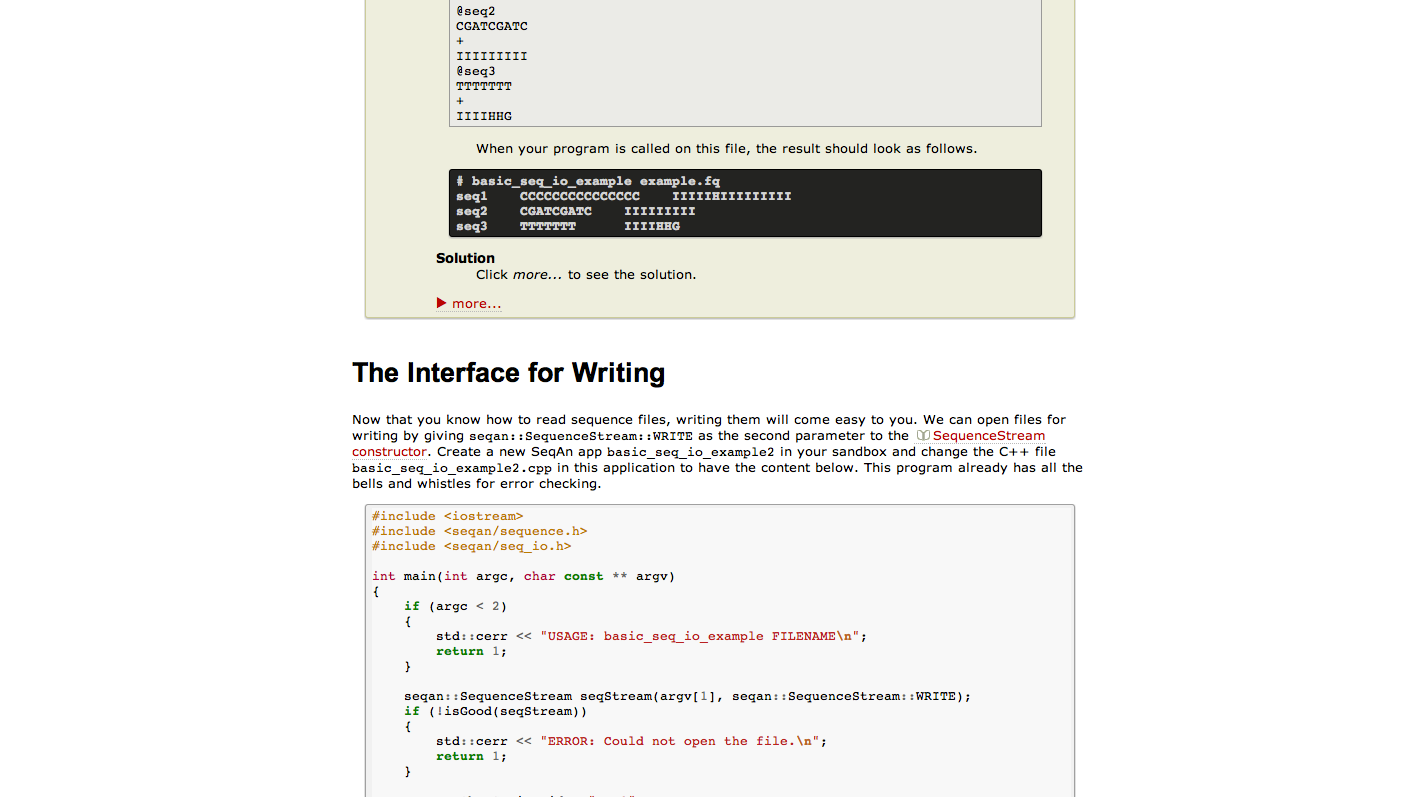 @seq2
CGATCGATC
+
IIIIIIIII
@seq3
TTTTTTT
+
IIIIHHG
When your program is called on this file, the result should look as follows.
# basic_seq_io_example example.fq
seq1    CCCCCCCCCCCCCCC    IIIIIHIIIIIIIII
seq2    CGATCGATC    IIIIIIIII
seq3    TTTTTTT      IIIIHHG
Solution
Click more... to see the solution.
more...
The Interface for Writing
Now that you know how to read sequence files, writing them will come easy to you. We can open files for
writing by giving seqan::SequenceStream::WRITE as the second parameter to the SequenceStream
constructor. Create a new SeqAn app basic_seq_io_example2 in your sandbox and change the C++ file
basic_seq_io_example2.cpp in this application to have the content below. This program already has all the
bells and whistles for error checking.
#include <iostream>
#include <seqan/sequence.h>
#include <seqan/seq_io.h>
int main(int argc, char const ** argv)
{
    if (argc < 2)
    {
        std::cerr << "USAGE: basic_seq_io_example FILENAME\n";
        return 1;
    }
    seqan::SequenceStream seqStream(argv[1], seqan::SequenceStream::WRITE);
    if (!isGood(seqStream))
    {
        std::cerr << "ERROR: Could not open the file.\n";
        return 1;
    }